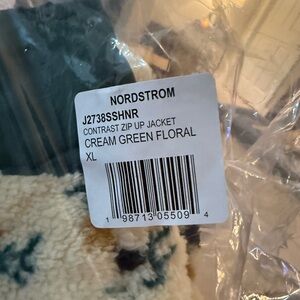 NORDSTROM
J2738SSHNR
CONTRAST ZIP UP JACKET
CREAM GREEN FLORAL
XL
1 98713 05509 4